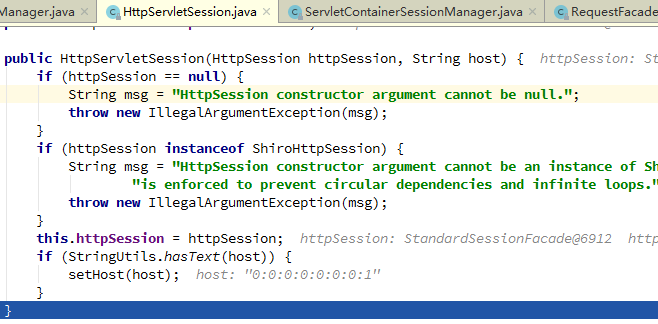 Manager.java × HttpServletSession.java × ServletContainerSessionManager.java × RequestFacade
public HttpServletSession(HttpSession httpSession, String host) { httpSession: St
if (httpSession == null) {
String msg = "HttpSession constructor argument cannot be null.";
throw new IllegalArgumentException(msg);
}
if (httpSession instanceof ShiroHttpSession) {
String msg = "HttpSession constructor argument cannot be an instance of Sh
"is enforced to prevent circular dependencies and infinite loops."
throw new IllegalArgumentException(msg);
}
this.httpSession = httpSession; httpSession: StandardSessionFacade@6912 http
if (StringUtils.hasText(host)) {
setHost(host); host: "0:0:0:0:0:0:0:1"
}
}